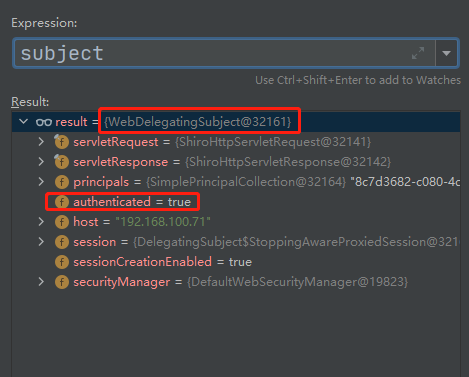 Expression:
subject
Use Ctrl+Shift+Enter to add to Watches
Result:
result = {WebDelegatingSubject@32161}
f servletRequest = {ShiroHttpServletRequest@32141}
f servletResponse = {ShiroHttpServletResponse@32142}
f principals = {SimplePrincipalCollection@32164} "8c7d3682-c080-4c
f authenticated = true
f host = "192.168.100.71"
f session = {DelegatingSubject$StoppingAwareProxiedSession@3216
f sessionCreationEnabled = true
f securityManager = {DefaultWebSecurityManager@19823}